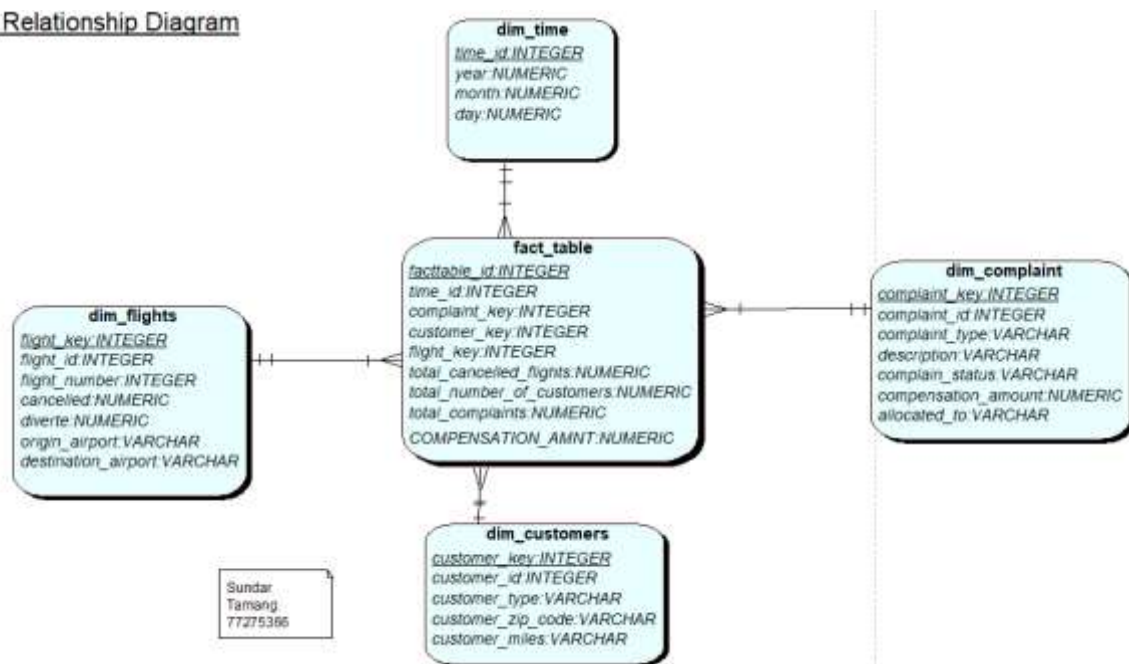 Relationship Diagram
dim_time
time_id:INTEGER
year:NUMERIC
month:NUMERIC
day:NUMERIC
fact_table
facttable_id:INTEGER
time_id:INTEGER
complaint_key:INTEGER
customer_key:INTEGER
flight_key:INTEGER
total_cancelled_flights:NUMERIC
total_number_of_customers:NUMERIC
total_complaints:NUMERIC
COMPENSATION_AMNT:NUMERIC
dim_complaint
complaint_key:INTEGER
complaint_id:INTEGER
complaint_type:VARCHAR
description:VARCHAR
complain_status:VARCHAR
compensation_amount:NUMERIC
allocated_to:VARCHAR
dim_flights
flight_key:INTEGER
flight_id:INTEGER
flight_number:INTEGER
cancelled:NUMERIC
diverte:NUMERIC
origin_airport:VARCHAR
destination_airport:VARCHAR
dim_customers
customer_key:INTEGER
customer_id:INTEGER
customer_type:VARCHAR
customer_zip_code:VARCHAR
customer_miles:VARCHAR
Sundar
Tamang
77275366